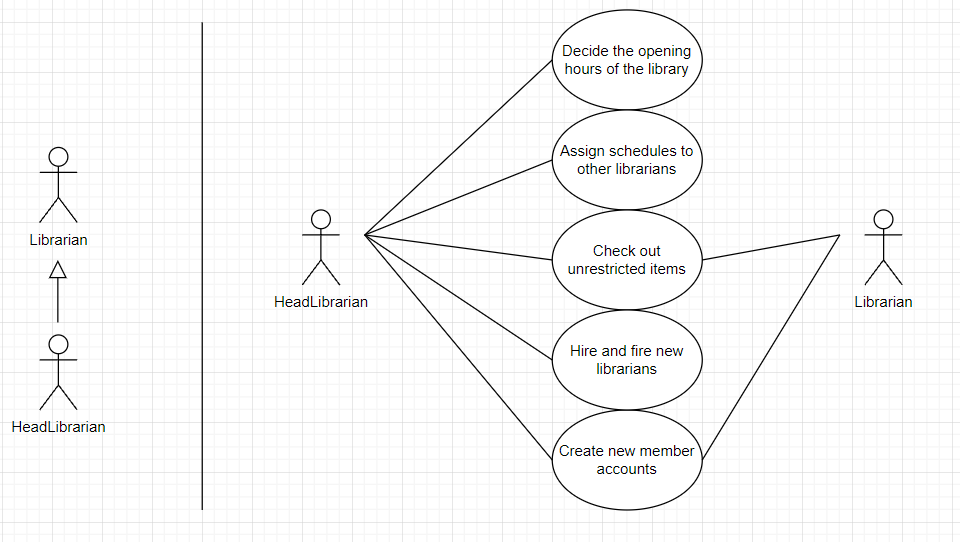 Librarian
HeadLibrarian
HeadLibrarian
Decide the opening
hours of the library
Assign schedules to
other librarians
Check out
unrestricted items
Hire and fire new
librarians
Create new member
accounts
Librarian